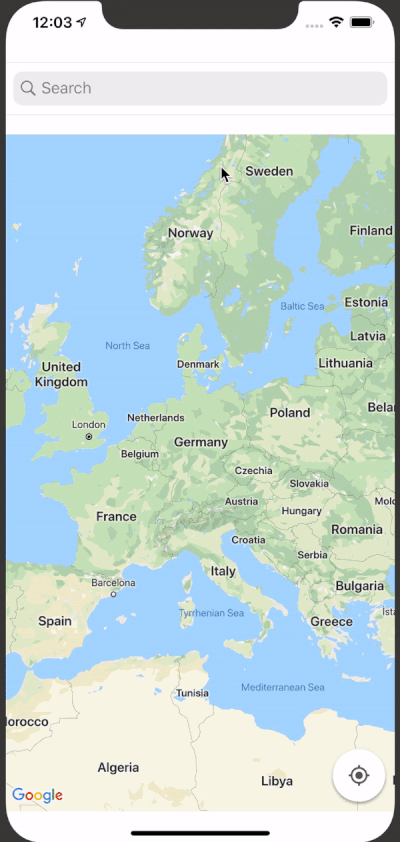 12:03
Search
Sweden
Norway
Finland
Baltic Sea
Estonia
North Sea
Latvia
Denmark
Lithuania
United
Kingdom
Belar
London
Netherlands
Poland
Germany
Belgium
Czechia
Slovakia
Austria
Mold
France
Hungary
Romania
Croatia
Serbia
Italy
Barcelona
Bulgaria
Spain
Tyrrhenian Sea
Ista
Greece
Mediterranean Sea
Tunisia
orocco
Algeria
Libya
Google